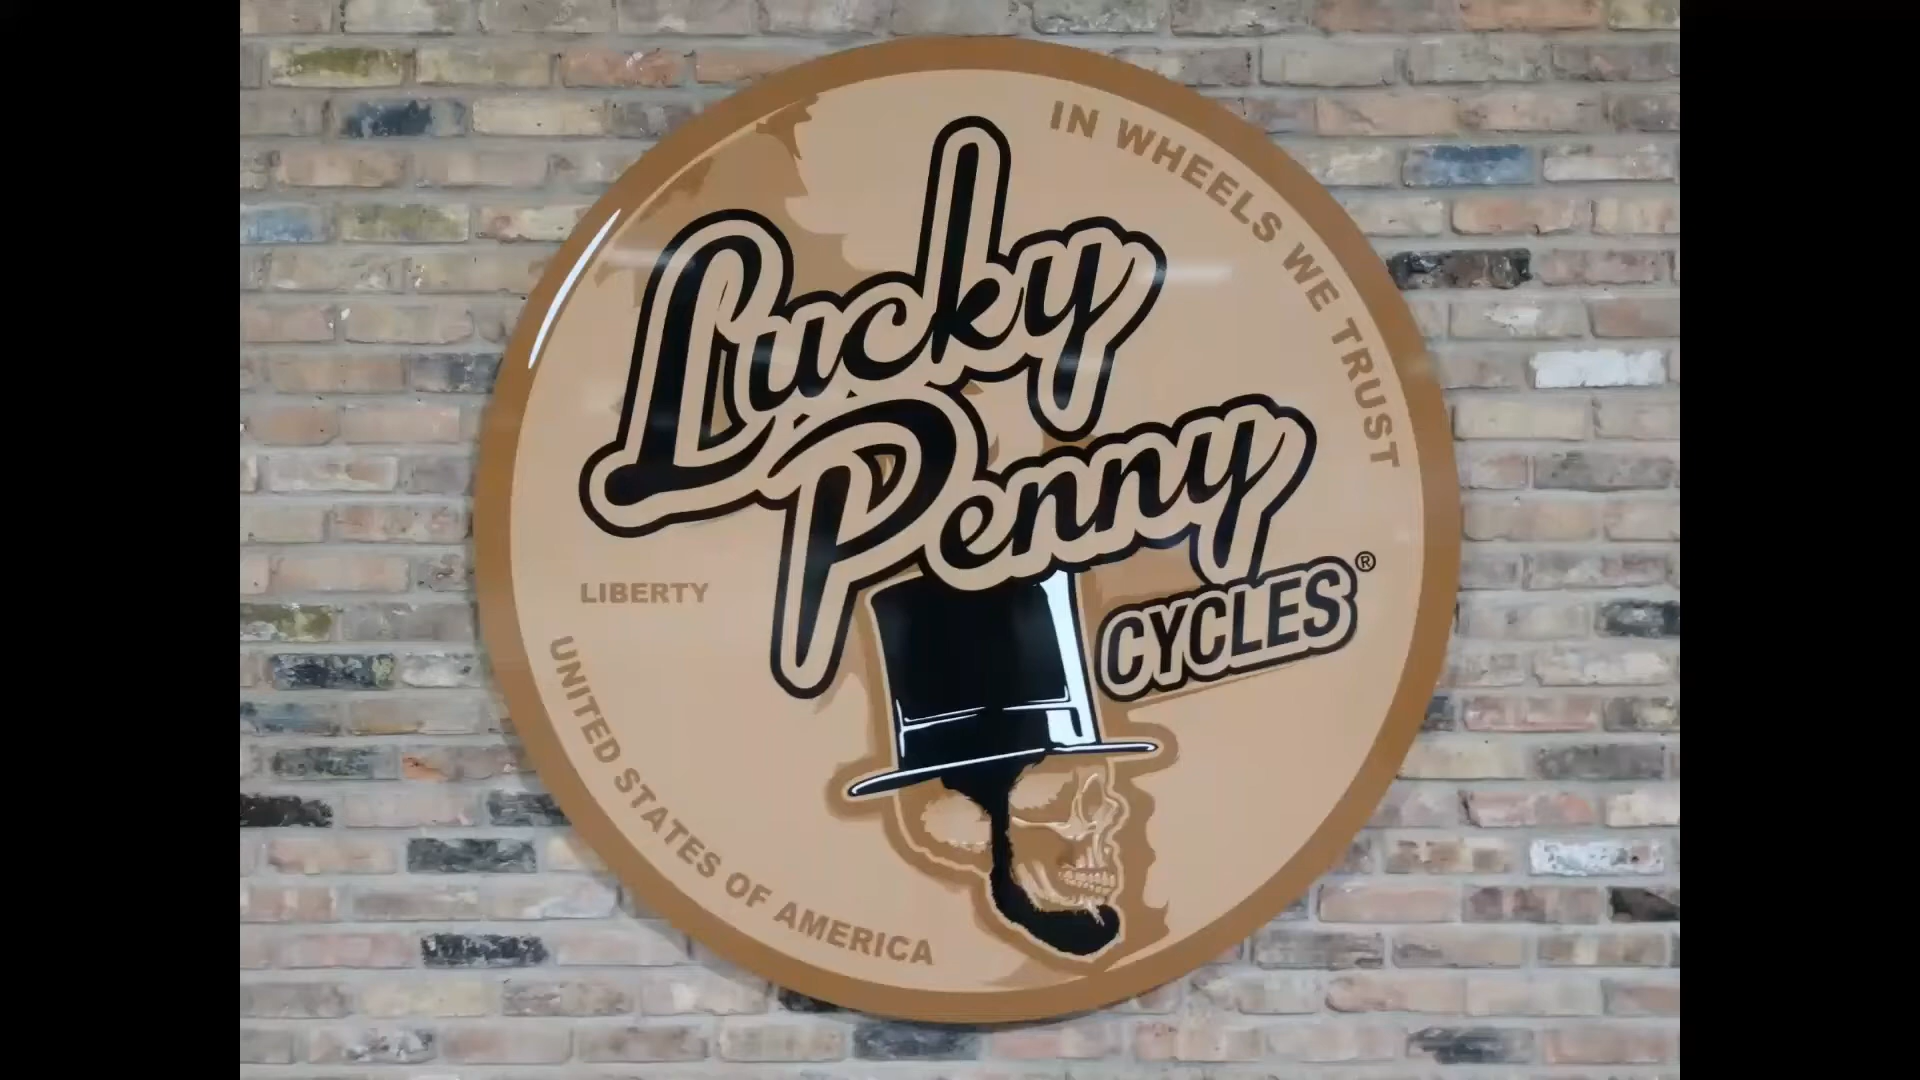 IN WHEELS WE TRUST
Lucky
Penny
CYCLES®
LIBERTY
UNITED STATES OF AMERICA